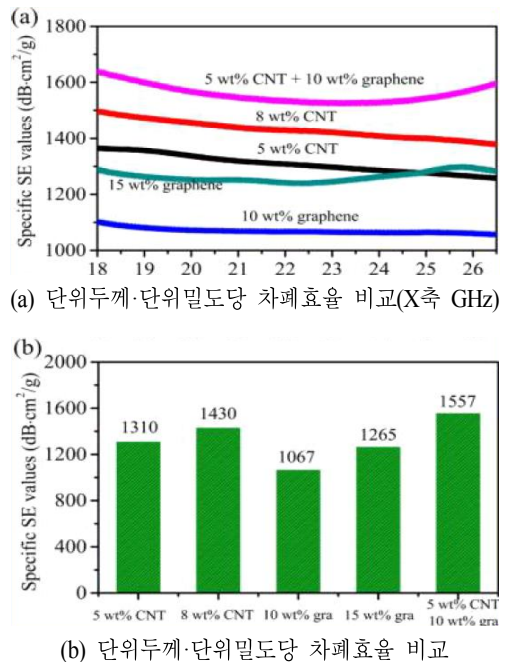 (a)
Specific SE values (dB·cm²/g)
1800
1600
1400
1200
1000
5 wt% CNT + 10 wt% graphene
8 wt% CNT
5 wt% CNT
15 wt% graphene
10 wt% graphene
18 19 20 21 22 23 24 25 26
(a) 단위두께·단위밀도당 차폐효율 비교(X축 GHz)
(b)
Specific SE values (dB·cm²/g)
2000
1600
1200
800
400
0
1310
1430
1067
1265
1557
5 wt% CNT 8 wt% CNT 10 wt% gra 15 wt% gra 5 wt% CNT
10 wt% gra
(b) 단위두께·단위밀도당 차폐효율 비교